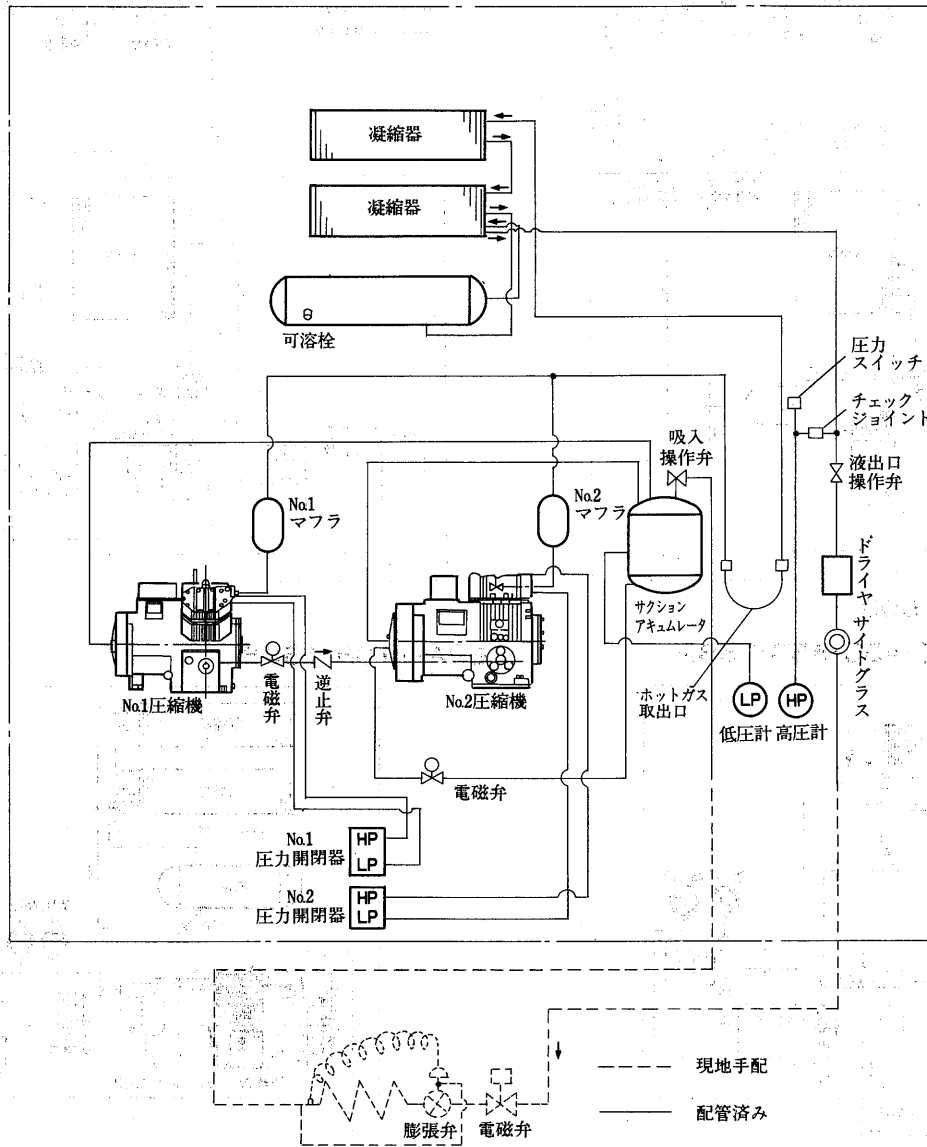 凝縮器
凝縮器
可溶栓
圧力
スイッチ
チェック
ジョイント
吸入
操作弁
液出口
操作弁
No.1
マフラ
No.2
マフラ
ドライヤ
サイトグラス
サクション
アキュムレータ
No.1圧縮機
電磁弁
逆止弁
No.2圧縮機
ホットガス
取出口
LP
HP
低圧計
高圧計
電磁弁
No.1
圧力開閉器
HP
LP
No.2
圧力開閉器
HP
LP
現地手配
配管済み
膨張弁
電磁弁